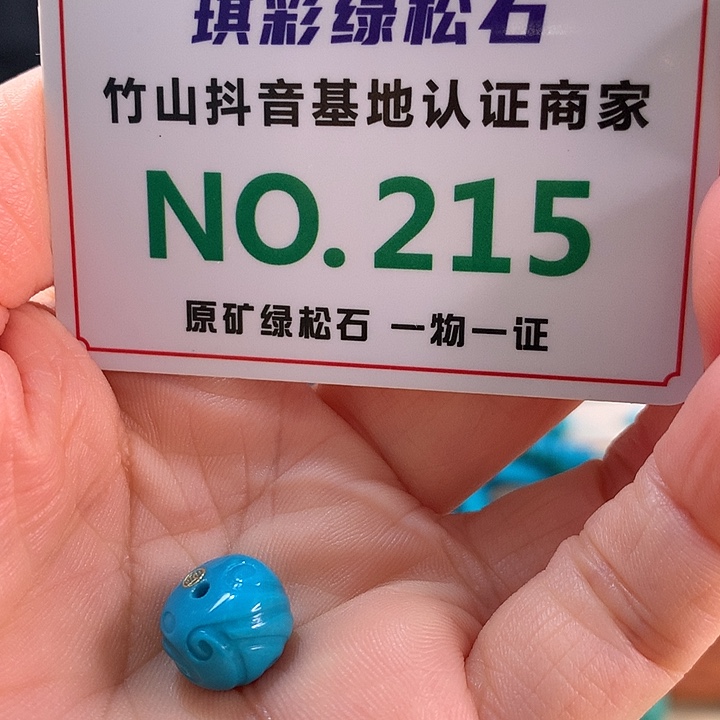 琪彩绿松石
竹山抖音基地认证商家
NO.215
原矿绿松石 一物一证